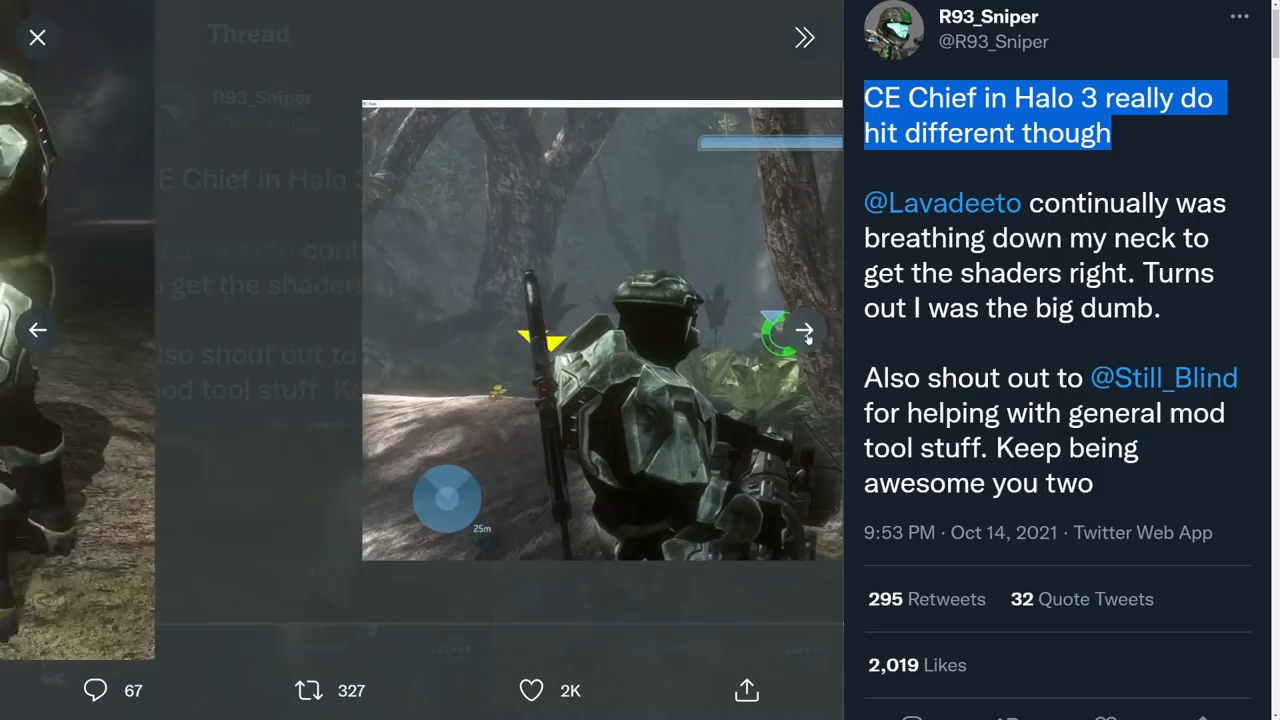 Thread
R93_Sniper
E Chief in Halo 3
cont
get the shaders
lso shout out to
od tool stuff. K
25m
67
327
2K
R93_Sniper
@R93_Sniper
CE Chief in Halo 3 really do
hit different though
@Lavadeeto continually was
breathing down my neck to
get the shaders right. Turns
out I was the big dumb.
Also shout out to @Still_Blind
for helping with general mod
tool stuff. Keep being
awesome you two
9:53 PM · Oct 14, 2021 · Twitter Web App
295 Retweets 32 Quote Tweets
2,019 Likes